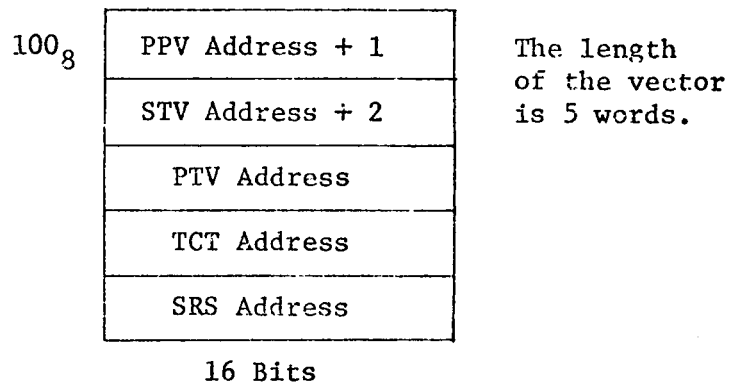 100₈ PPV Address + 1 The length
of the vector
STV Address + 2 is 5 words.
PTV Address
TCT Address
SRS Address
16 Bits